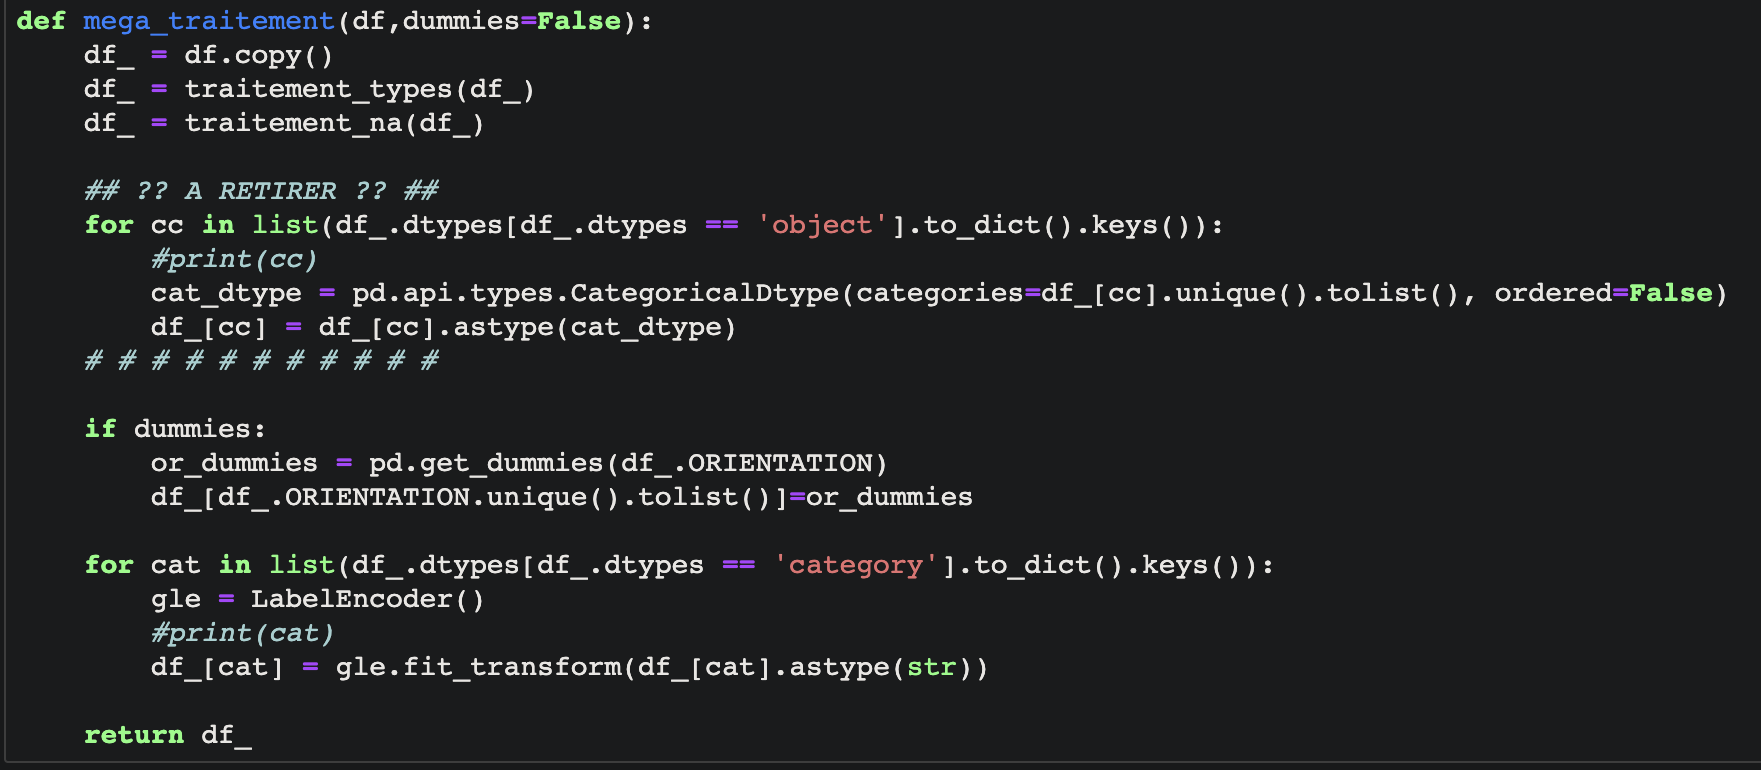 def mega_traitement(df,dummies=False):
    df_ = df.copy()
    df_ = traitement_types(df_)
    df_ = traitement_na(df_)

    ## ?? A RETIRER ?? ##
    for cc in list(df_.dtypes[df_.dtypes == 'object'].to_dict().keys()):
        #print(cc)
        cat_dtype = pd.api.types.CategoricalDtype(categories=df_[cc].unique().tolist(), ordered=False)
        df_[cc] = df_[cc].astype(cat_dtype)
    # # # # # # # # # # #

    if dummies:
        or_dummies = pd.get_dummies(df_.ORIENTATION)
        df_[df_.ORIENTATION.unique().tolist()]=or_dummies

    for cat in list(df_.dtypes[df_.dtypes == 'category'].to_dict().keys()):
        gle = LabelEncoder()
        #print(cat)
        df_[cat] = gle.fit_transform(df_[cat].astype(str))

    return df_